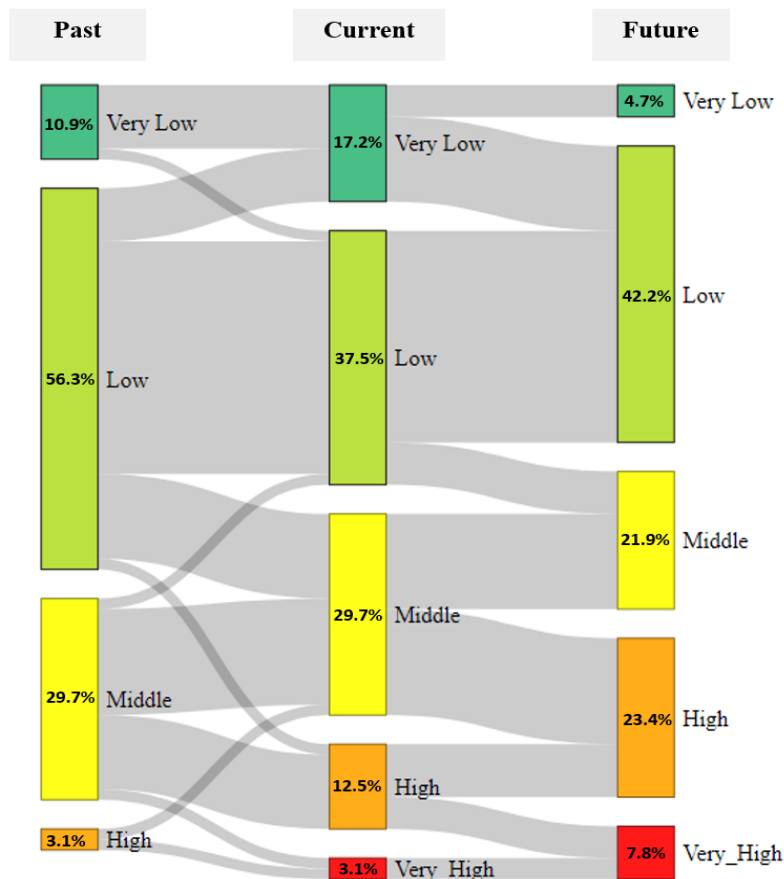 Past Current Future
10.9% Very Low
17.2% Very Low
4.7% Very Low
56.3% Low
37.5% Low
42.2% Low
29.7% Middle
29.7% Middle
21.9% Middle
3.1% High
12.5% High
23.4% High
3.1% Very_High
7.8% Very_High